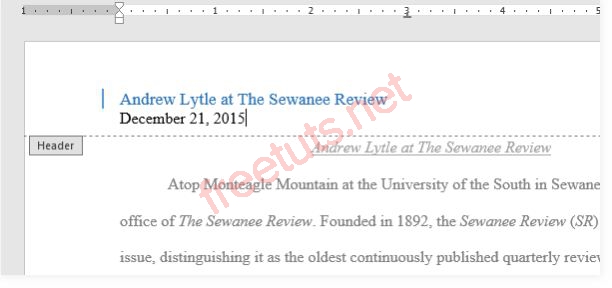 1 1 2 3 4 5
Andrew Lytle at The Sewanee Review
December 21, 2015
Header
Andrew Lytle at The Sewanee Review
Atop Monteagle Mountain at the University of the South in Sewane
office of The Sewanee Review. Founded in 1892, the Sewanee Review (SR)
issue, distinguishing it as the oldest continuously published quarterly review
freetuts.net